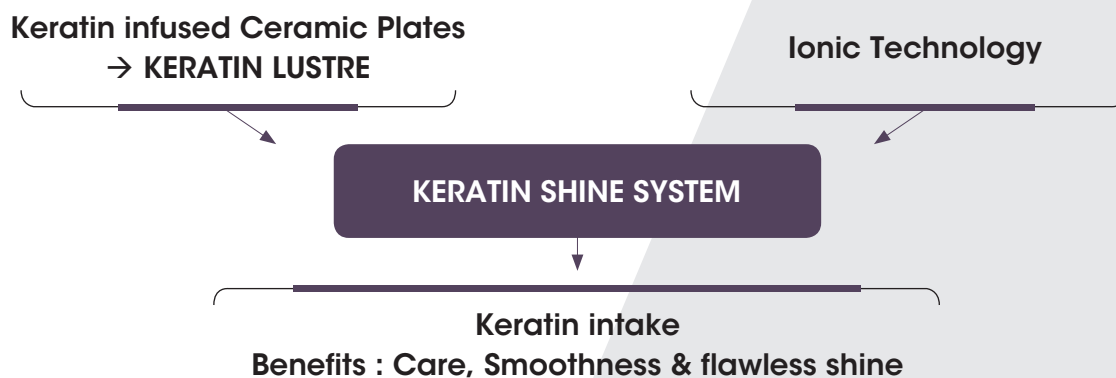 Keratin infused Ceramic Plates
→ KERATIN LUSTRE
Ionic Technology
KERATIN SHINE SYSTEM
Keratin intake
Benefits : Care, Smoothness & flawless shine